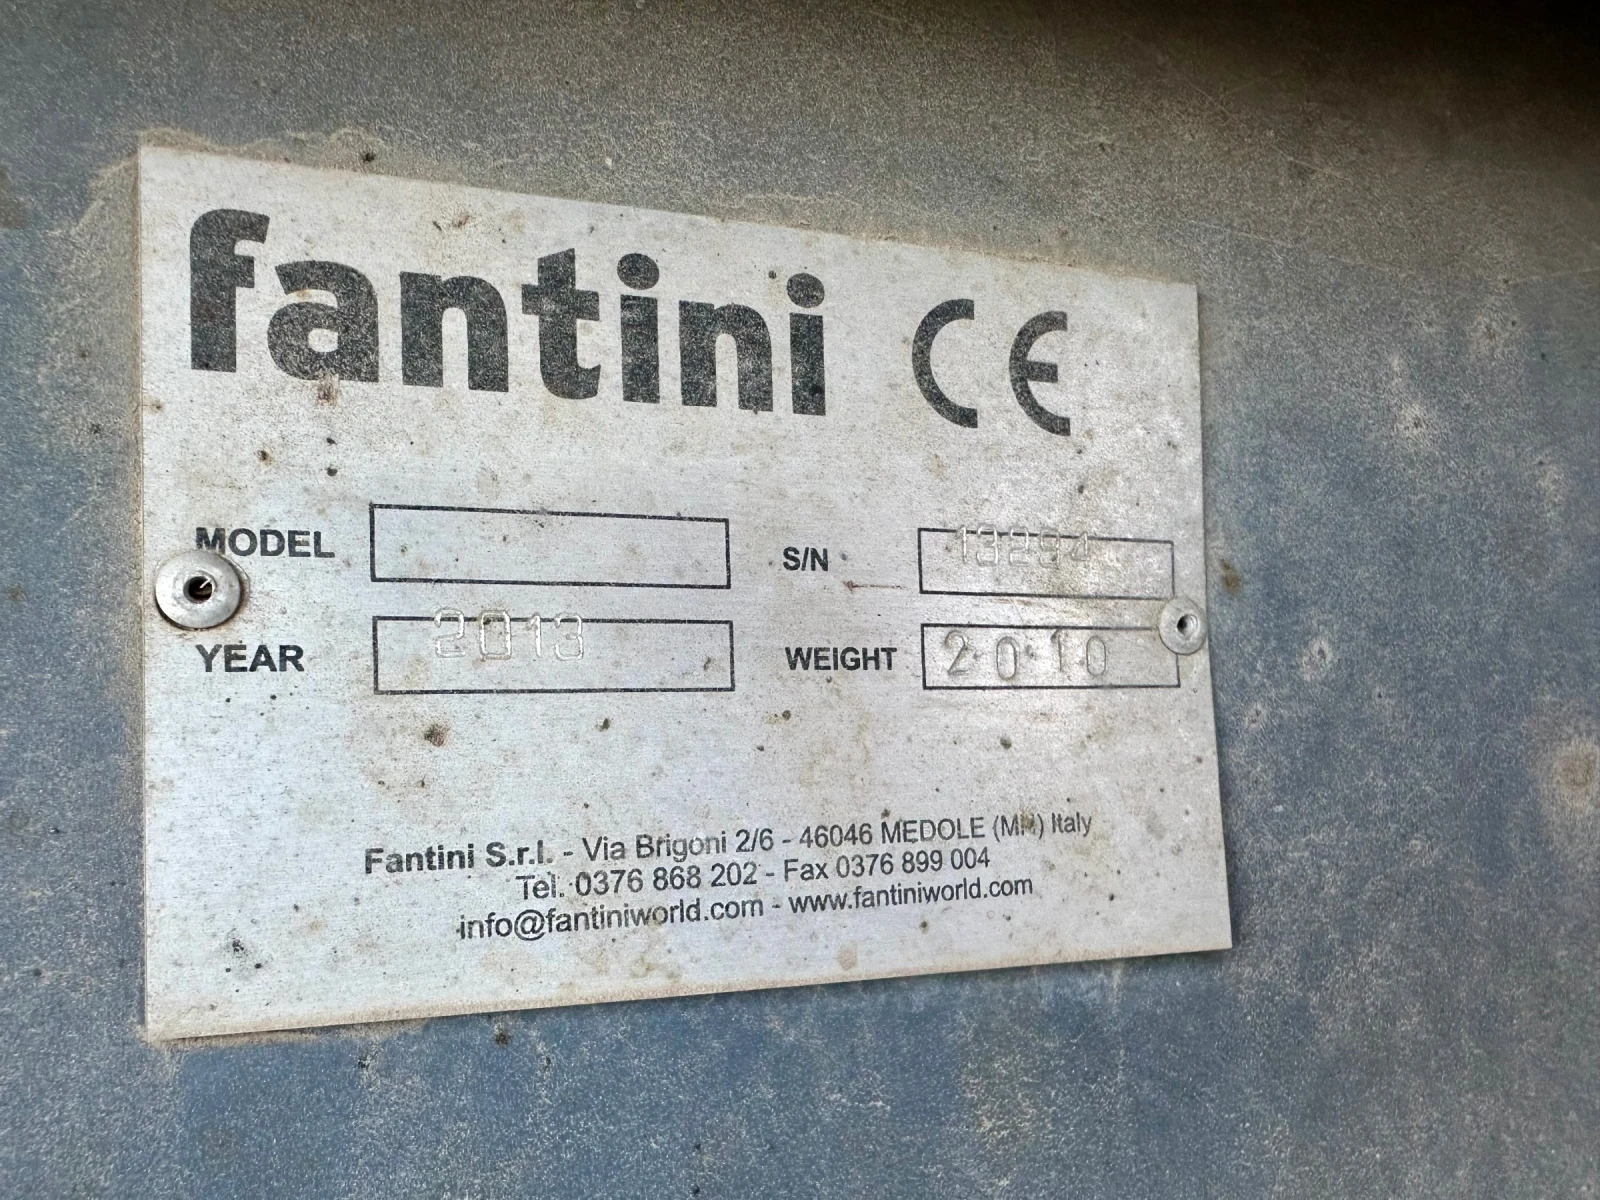 fantini CE
MODEL
S/N 13294
YEAR 2013
WEIGHT 2010
Fantini S.r.l. - Via Brigoni 2/6 - 46046 MEDOLE (MN) Italy
Tel. 0376 868 202 - Fax 0376 899 004
info@fantiniworld.com - www.fantiniworld.com